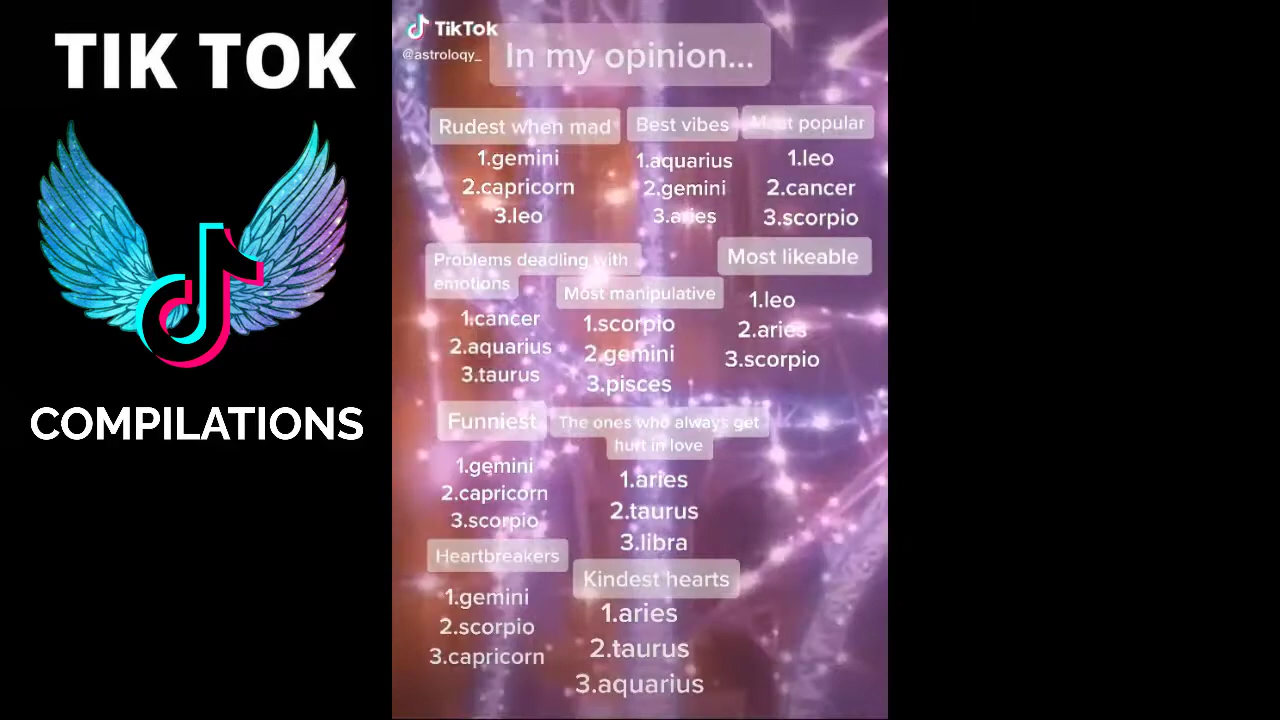 TIK TOK
COMPILATIONS
TikTok
@astroloqy_
In my opinion...
Rudest when mad
1.gemini
2.capricorn
3.leo
Best vibes
1.aquarius
2.gemini
3.aries
Most popular
1.leo
2.cancer
3.scorpio
Problems deadling with
emotions
1.cancer
2.aquarius
3.taurus
Most manipulative
1.scorpio
2.gemini
3.pisces
Most likeable
1.leo
2.aries
3.scorpio
Funniest
1.gemini
2.capricorn
3.scorpio
The ones who always get
hurt in love
1.aries
2.taurus
3.libra
Heartbreakers
1.gemini
2.scorpio
3.capricorn
Kindest hearts
1.aries
2.taurus
3.aquarius